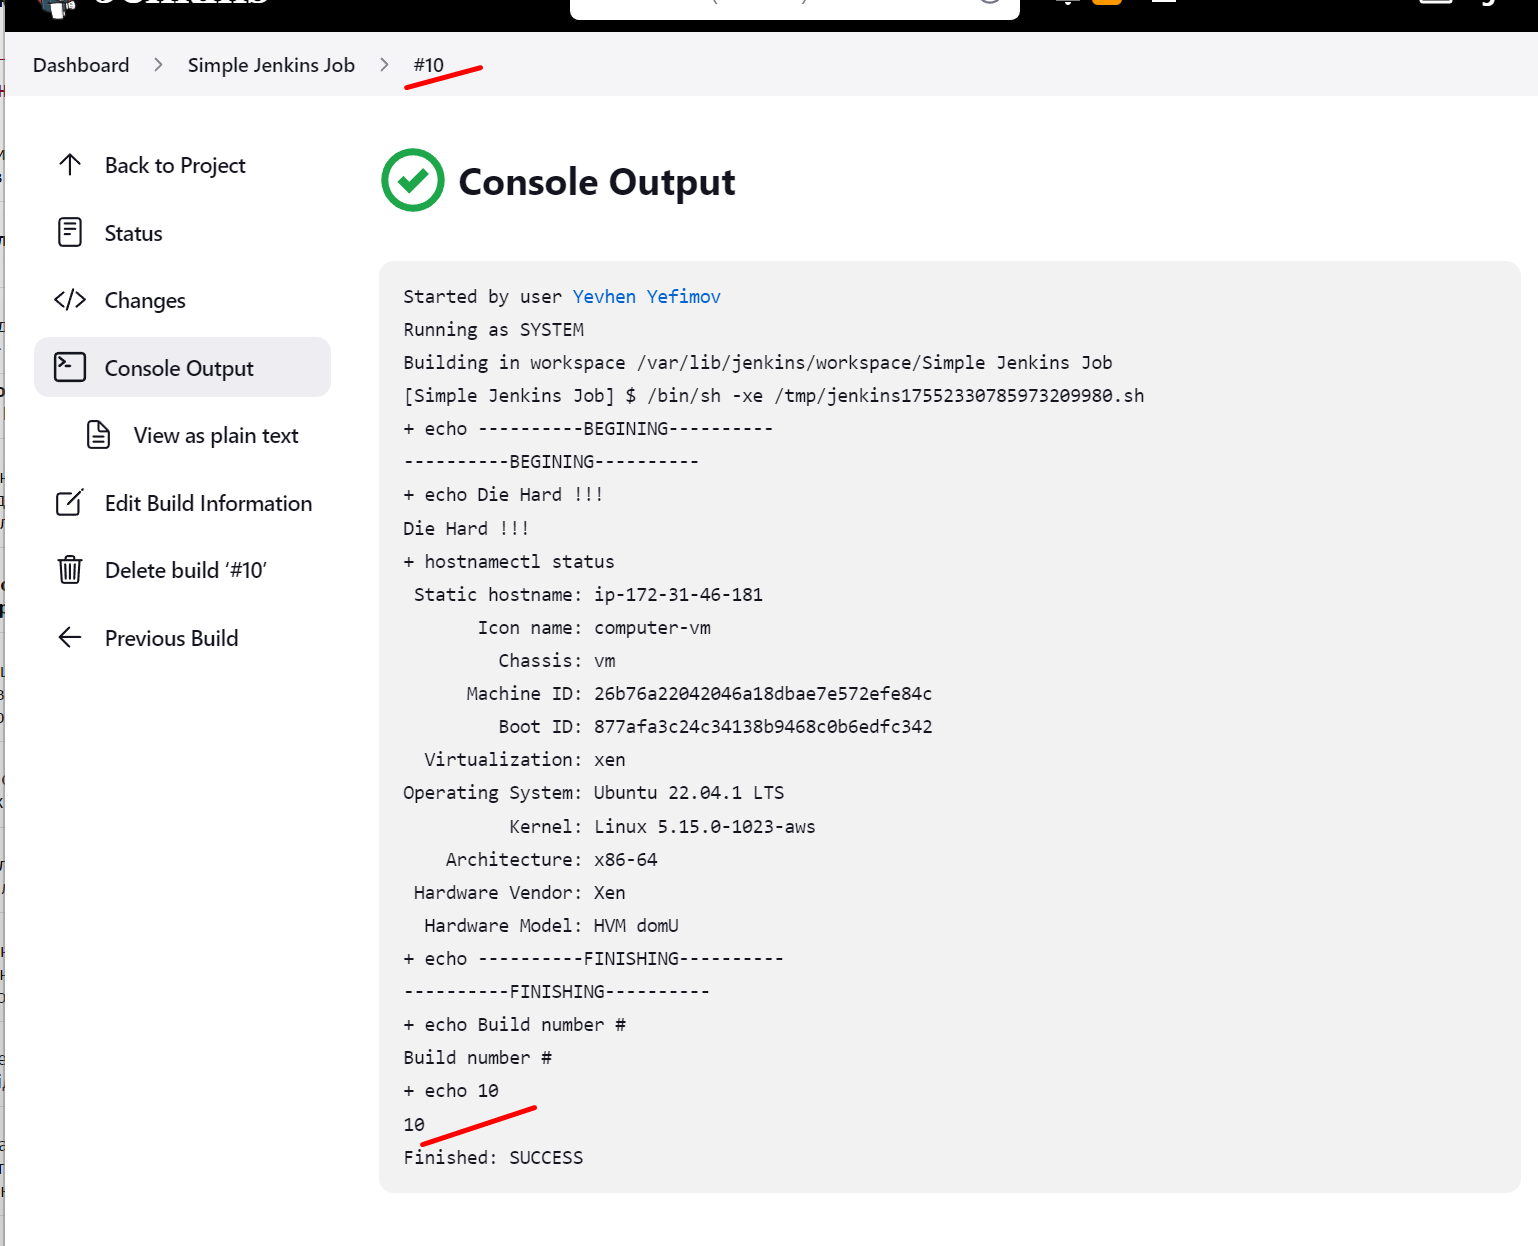 Dashboard > Simple Jenkins Job > #10
Back to Project
Status
Changes
Console Output
View as plain text
Edit Build Information
Delete build ‘#10’
Previous Build
Console Output
Started by user Yevhen Yefimov
Running as SYSTEM
Building in workspace /var/lib/jenkins/workspace/Simple Jenkins Job
[Simple Jenkins Job] $ /bin/sh -xe /tmp/jenkins17552330785973209980.sh
+ echo ----------BEGINING----------
----------BEGINING----------
+ echo Die Hard !!!
Die Hard !!!
+ hostnamectl status
Static hostname: ip-172-31-46-181
Icon name: computer-vm
Chassis: vm
Machine ID: 26b76a22042046a18dbae7e572efe84c
Boot ID: 877afa3c24c34138b9468c0b6edfc342
Virtualization: xen
Operating System: Ubuntu 22.04.1 LTS
Kernel: Linux 5.15.0-1023-aws
Architecture: x86-64
Hardware Vendor: Xen
Hardware Model: HVM domU
+ echo ----------FINISHING----------
----------FINISHING----------
+ echo Build number #
Build number #
+ echo 10
10
Finished: SUCCESS